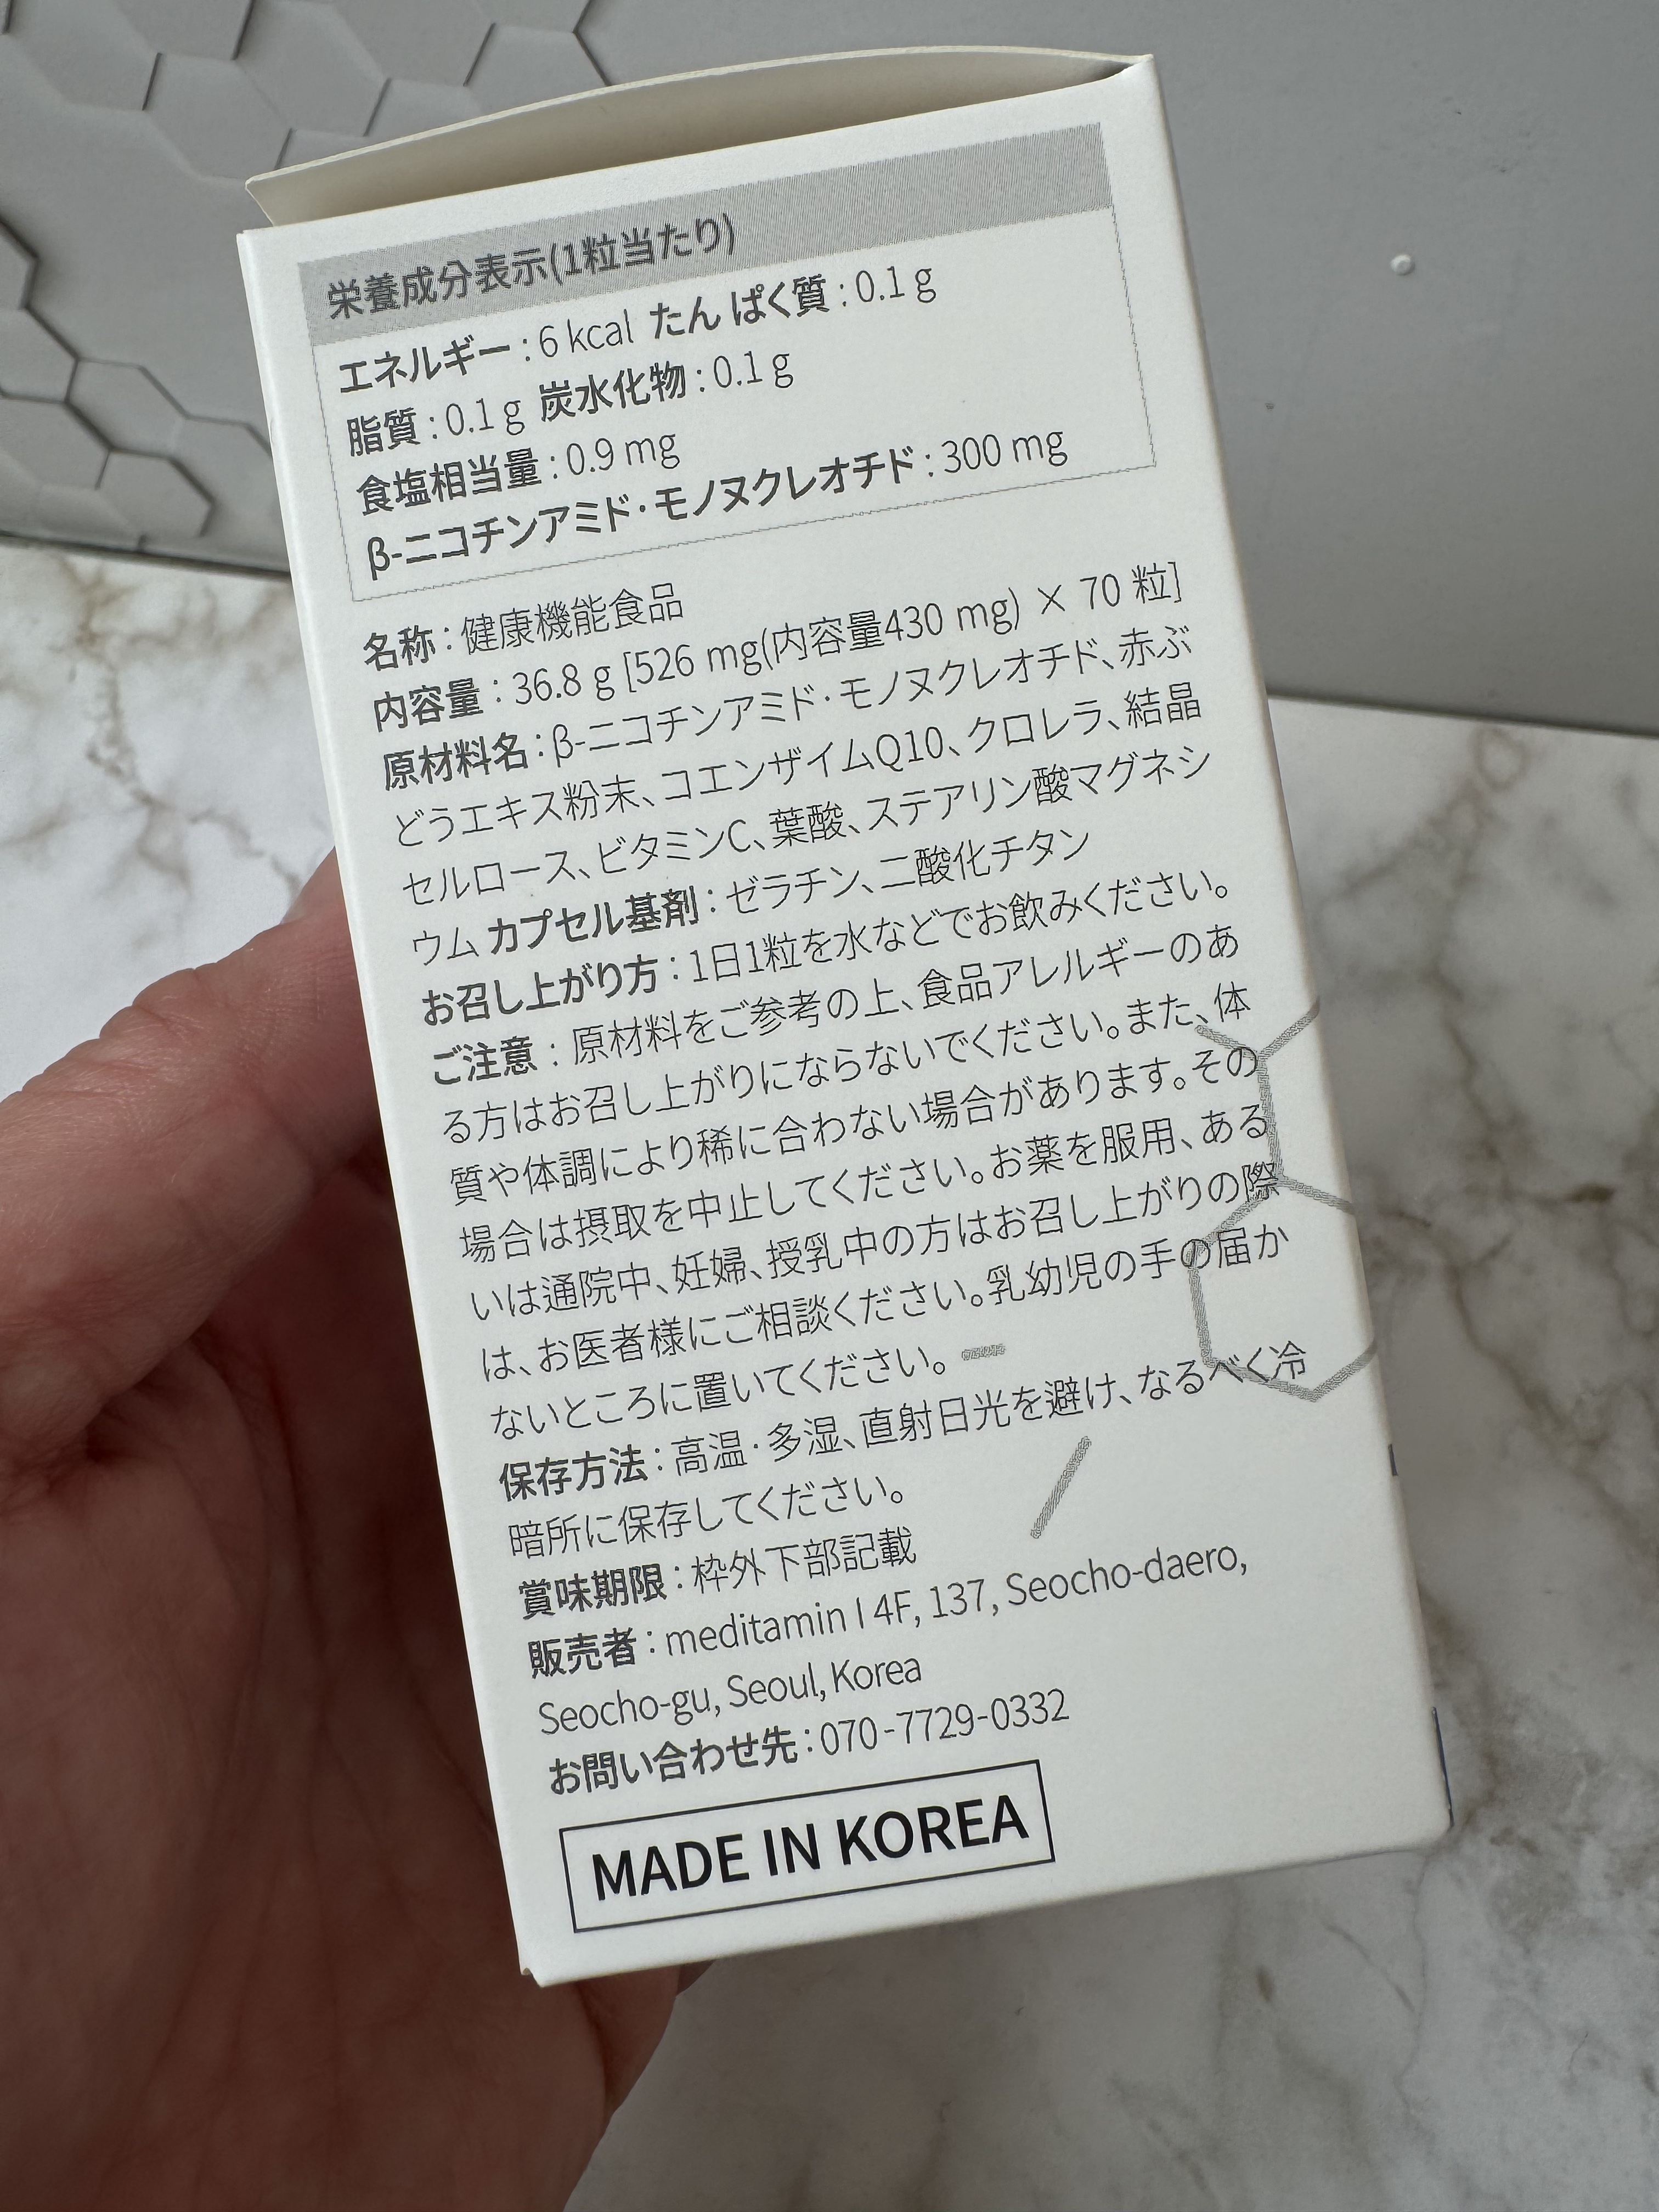 栄養成分表示(1粒当たり)
エネルギー : 6 kcal たん ぱく質 : 0.1 g
脂質 : 0.1 g 炭水化物 : 0.1 g
食塩相当量 : 0.9 mg
β-ニコチンアミド・モノヌクレオチド : 300 mg
名称 : 健康機能食品
内容量 : 36.8 g [526 mg(内容量430 mg) × 70 粒]
原材料名 : β-ニコチンアミド・モノヌクレオチド、赤ぶ
どうエキス粉末、コエンザイムQ10、クロレラ、結晶
セルロース、ビタミンC、葉酸、ステアリン酸マグネシ
ウム カプセル基剤 : ゼラチン、二酸化チタン
お召し上がり方 : 1日1粒を水などでお飲みください。
ご注意 : 原材料をご参考の上、食品アレルギーのあ
る方はお召し上がりにならないでください。また、体
質や体調により稀に合わない場合があります。その
場合は摂取を中止してください。お薬を服用、ある
いは通院中、妊婦、授乳中の方はお召し上がりの際
は、お医者様にご相談ください。乳幼児の手の届か
ないところに置いてください。
保存方法 : 高温・多湿、直射日光を避け、なるべく冷
暗所に保存してください。
賞味期限 : 枠外下部記載
販売者 : meditamin I 4F, 137, Seocho-daero,
Seocho-gu, Seoul, Korea
お問い合わせ先 : 070-7729-0332
MADE IN KOREA